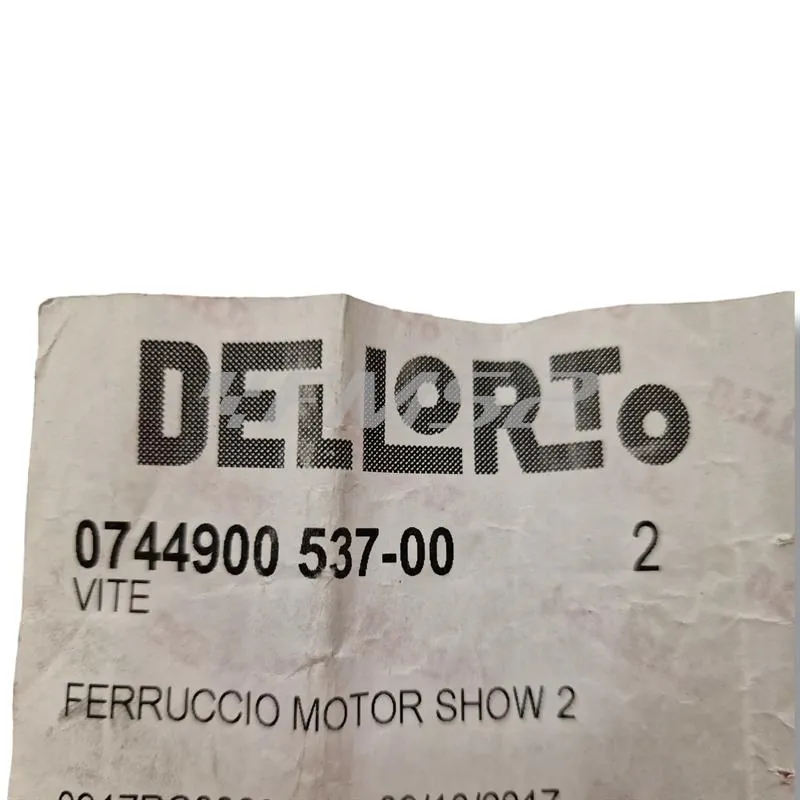 DELLORTO
0744900 537-00 2
VITE
FERRUCCIO MOTOR SHOW 2